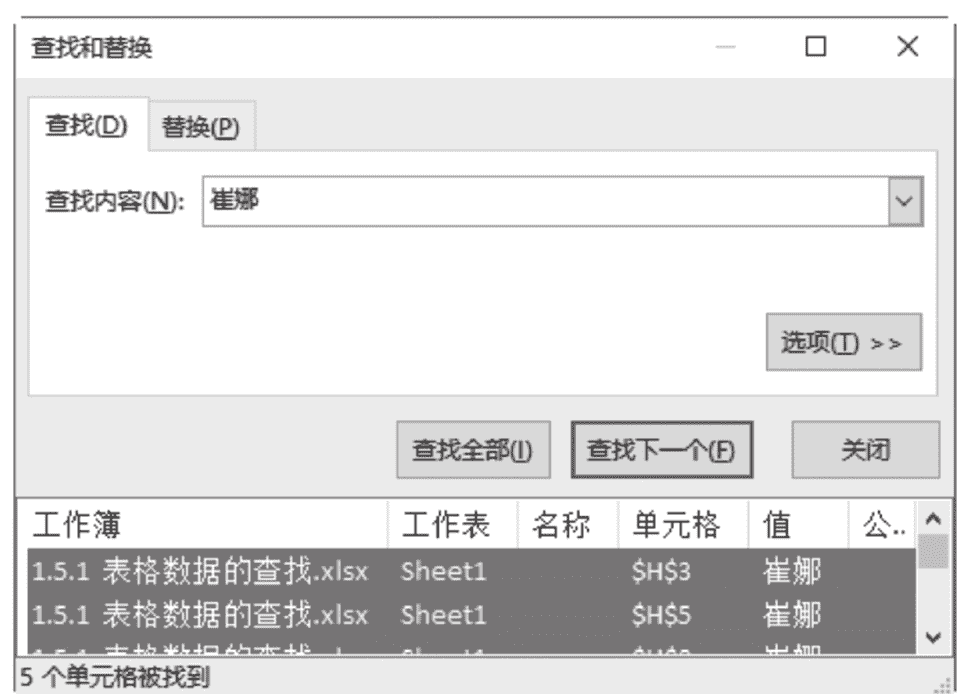 查找和替换
查找(D) 替换(P)
查找内容(N): 崔娜
选项(T) >>
查找全部(I) 查找下一个(F) 关闭
工作簿 工作表 名称 单元格 值 公..
1.5.1 表格数据的查找.xlsx Sheet1 $H$3 崔娜
1.5.1 表格数据的查找.xlsx Sheet1 $H$5 崔娜
5 个单元格被找到